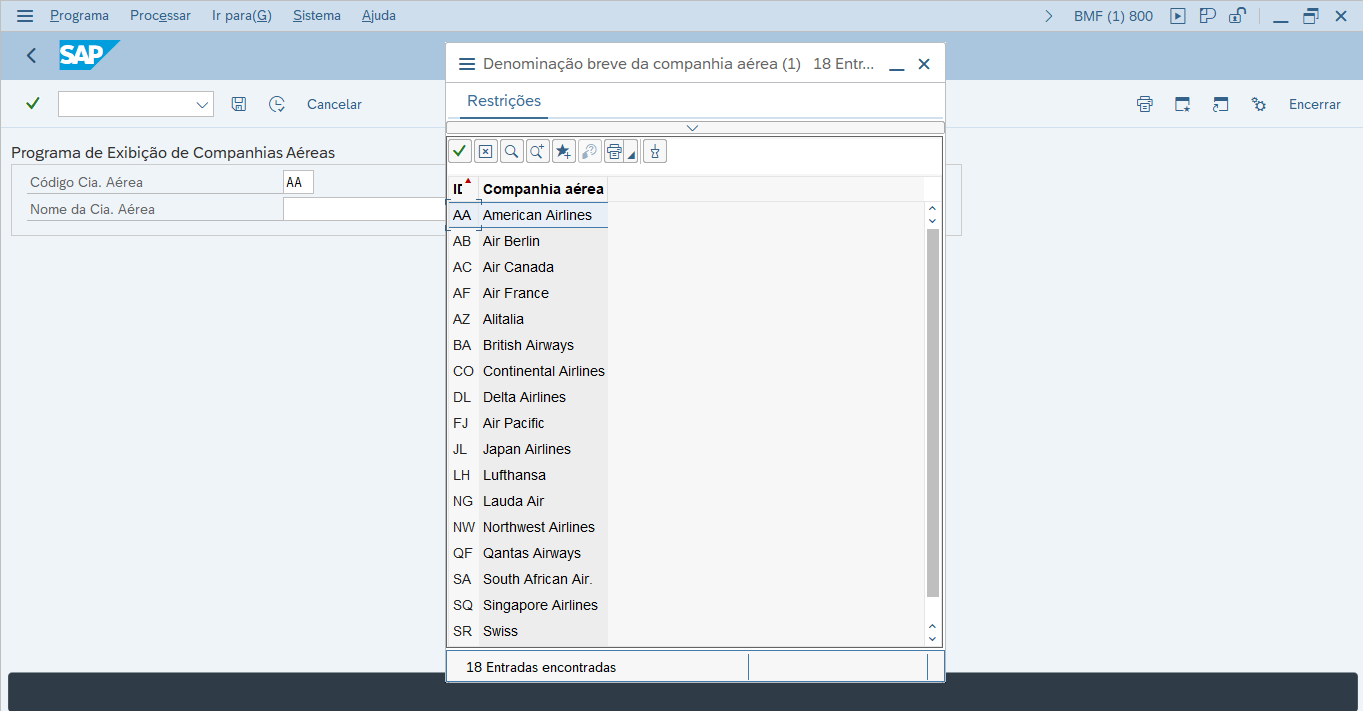 Programa Processar Ir para(G) Sistema Ajuda BMF (1) 800
SAP
Denominação breve da companhia aérea (1) 18 Entr...
Restrições
Cancelar Encerrar
Programa de Exibição de Companhias Aéreas
Código Cia. Aérea AA
Nome da Cia. Aérea
ID Companhia aérea
AA American Airlines
AB Air Berlin
AC Air Canada
AF Air France
AZ Alitalia
BA British Airways
CO Continental Airlines
DL Delta Airlines
FJ Air Pacific
JL Japan Airlines
LH Lufthansa
NG Lauda Air
NW Northwest Airlines
QF Qantas Airways
SA South African Air.
SQ Singapore Airlines
SR Swiss
18 Entradas encontradas